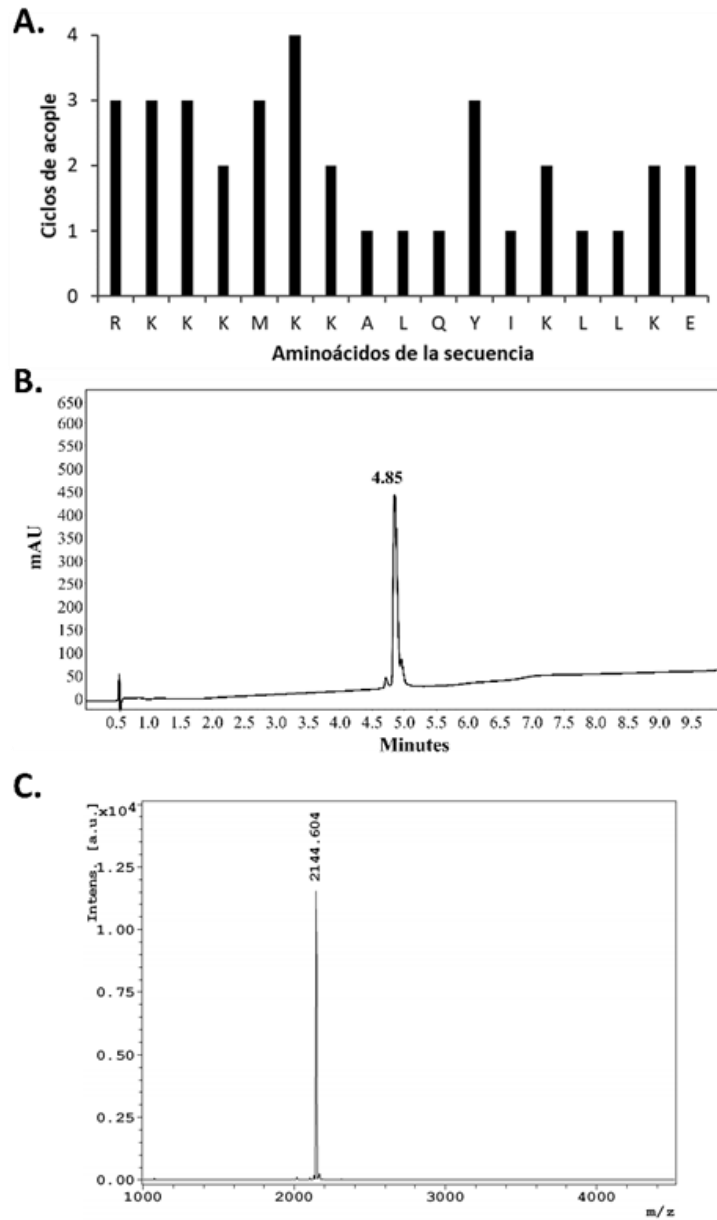 A.
4
3
2
1
0
Ciclos de acople
R K K K M K K A L Q Y I K L L K E
Aminoácidos de la secuencia
B.
650
600
550
500
450
400
350
300
250
200
150
100
50
0
mAU
4.85
0.5 1.0 1.5 2.0 2.5 3.0 3.5 4.0 4.5 5.0 5.5 6.0 6.5 7.0 7.5 8.0 8.5 9.0 9.5
Minutes
C.
Intens. [a.u.]
x10^4
1.25
1.00
0.75
0.50
0.25
0.00
2144.604
1000 2000 3000 4000
m/z